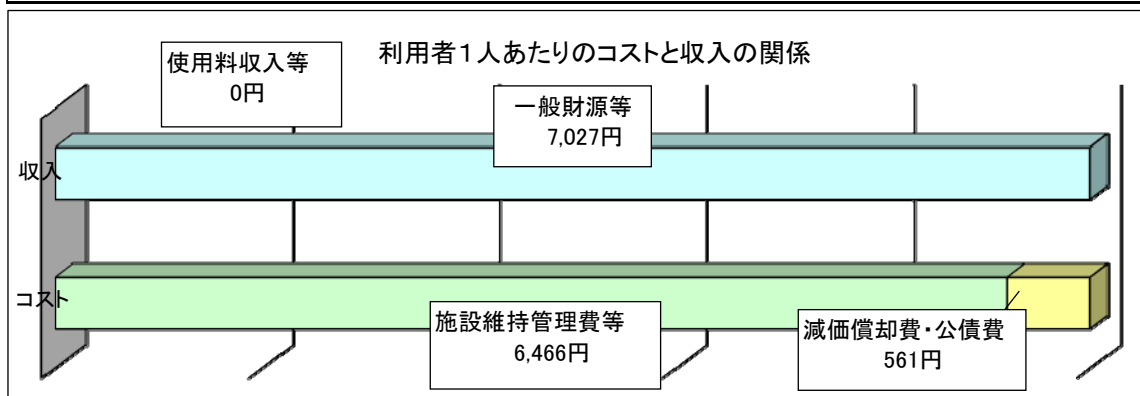 利用者１人あたりのコストと収入の関係
使用料収入等
0円
一般財源等
7,027円
収入
コスト
施設維持管理費等
6,466円
減価償却費・公債費
561円